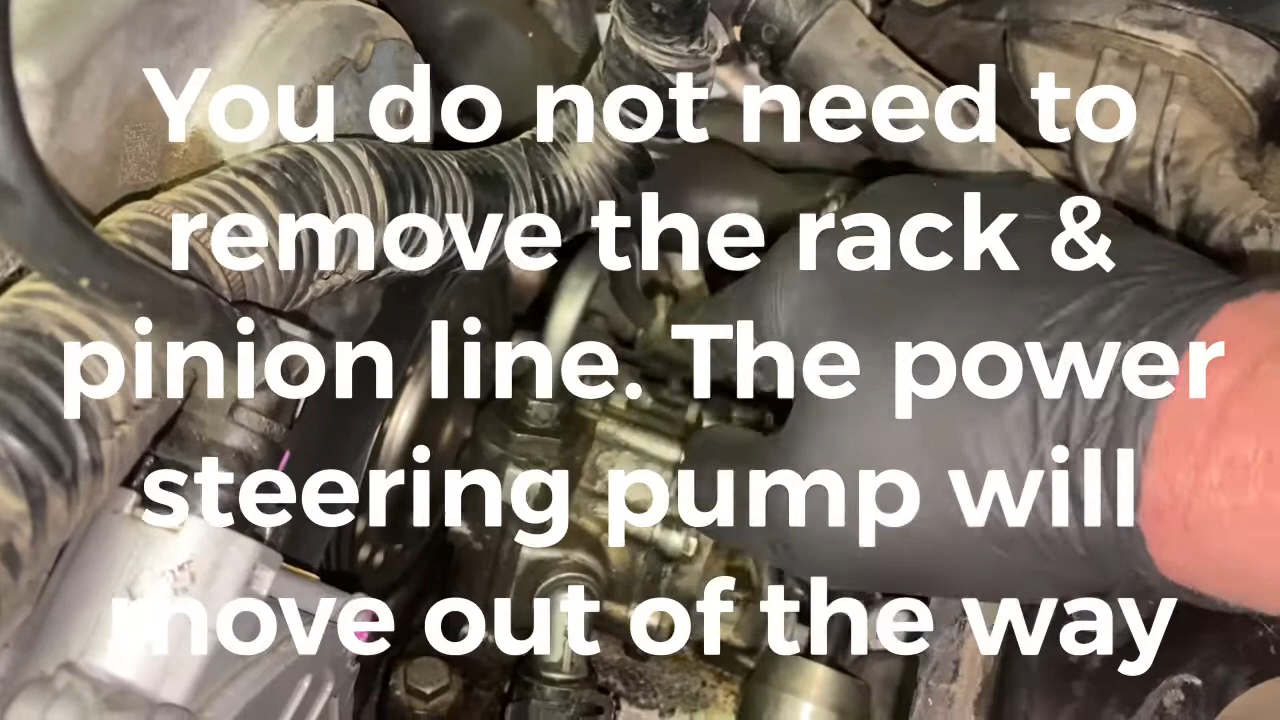 You do not need to
remove the rack &
pinion line. The power
steering pump will
move out of the way